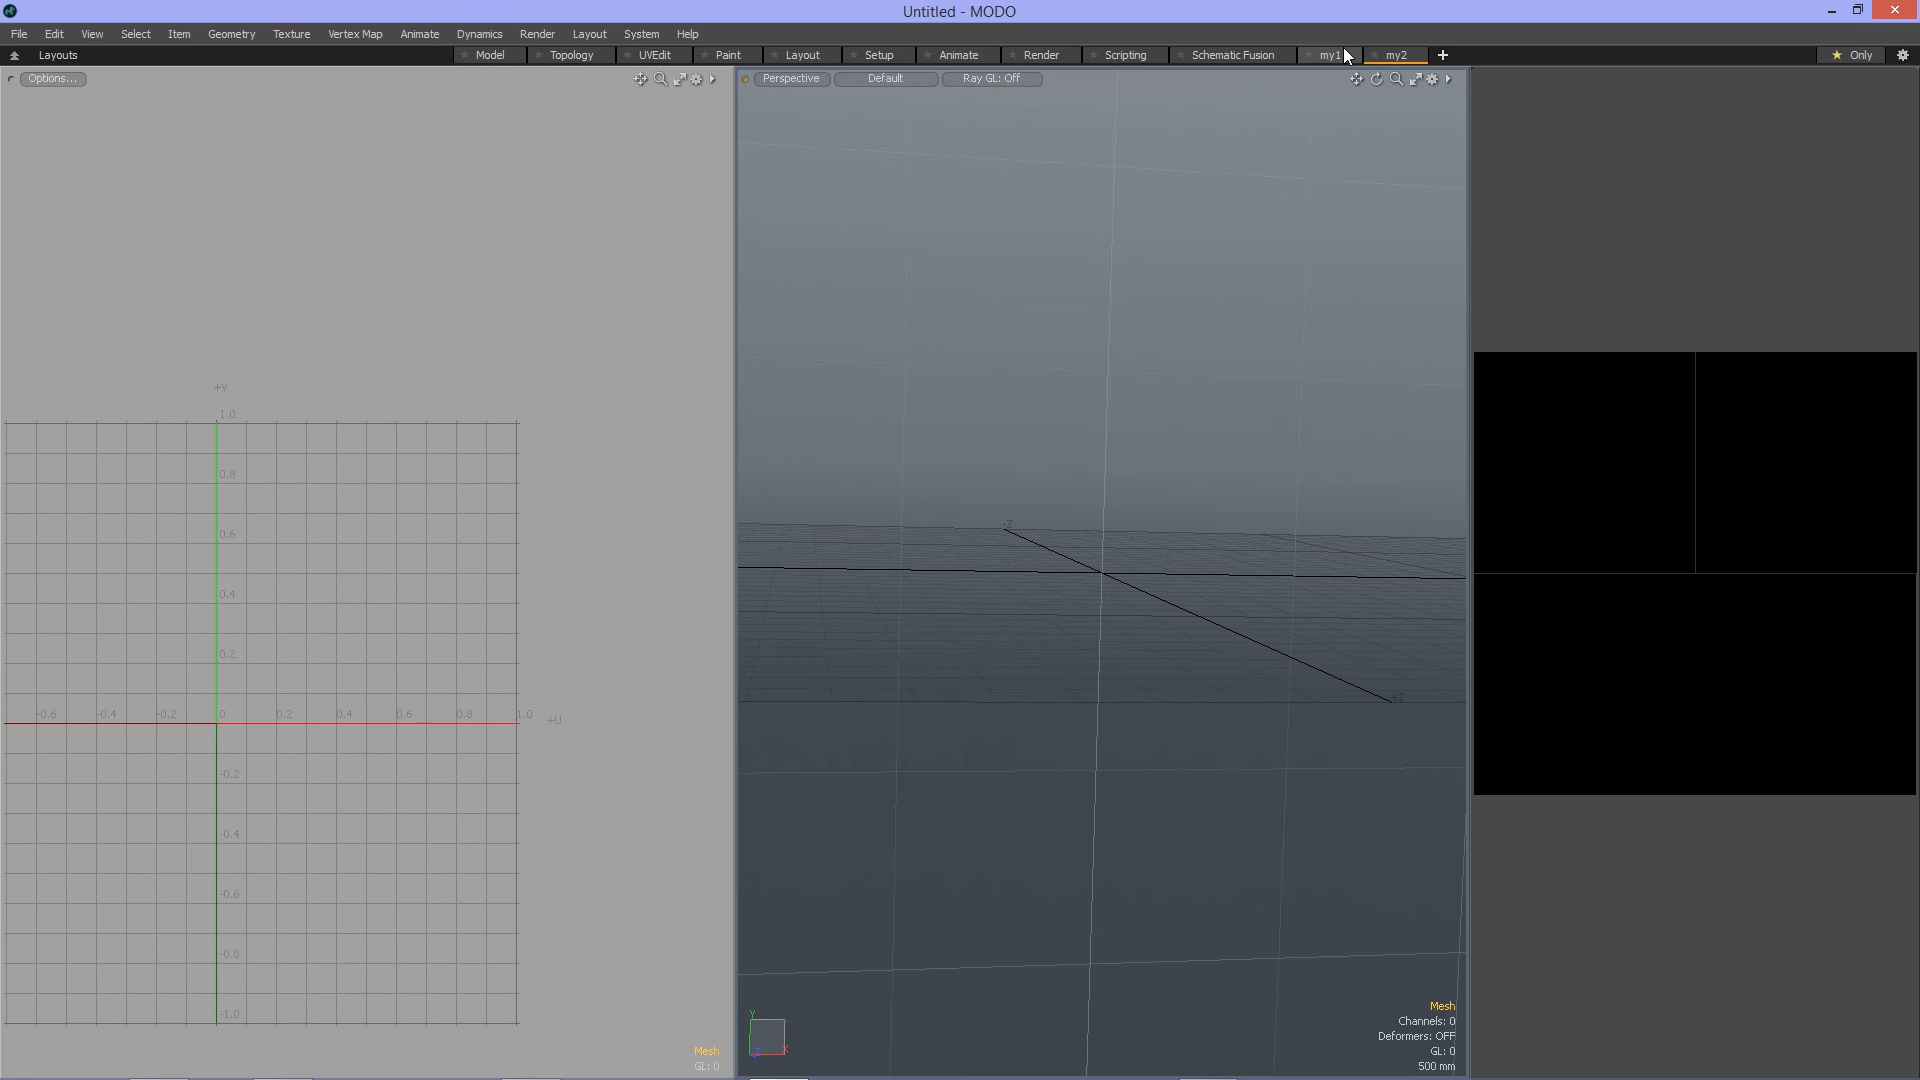 Untitled - MODO
File Edit View Select Item Geometry Texture Vertex Map Animate Dynamics Render Layout System Help
Layouts Model Topology UVEdit Paint Layout Setup Animate Render Scripting Schematic Fusion my1 my2 Only
Options...
Perspective Default Ray GL: Off
+V
1.0
0.8
0.6
0.4
0.2
-0.6 -0.4 -0.2 0 0.2 0.4 0.6 0.8 1.0 +U
-0.2
-0.4
-0.6
-0.8
-1.0
Mesh
GL: 0
-Z
+Z
Y
Z X
Mesh
Channels: 0
Deformers: OFF
GL: 0
500 mm